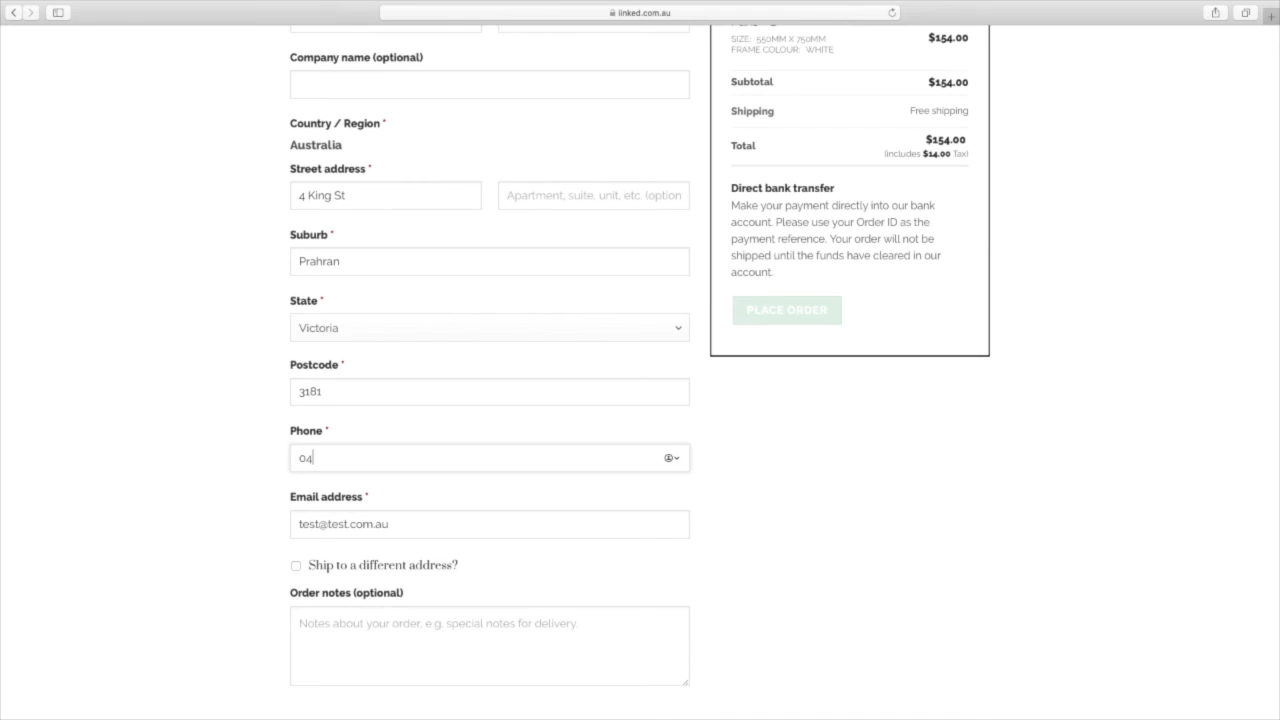 linked.com.au
Company name (optional)
Country / Region *
Australia
Street address *
4 King St
Apartment, suite, unit, etc. (option
Suburb *
Prahran
State *
Victoria
Postcode *
3181
Phone *
04
Email address *
test@test.com.au
Ship to a different address?
Order notes (optional)
Notes about your order, e.g. special notes for delivery.
SIZE: 550MM X 750MM
$154.00
FRAME COLOUR: WHITE
Subtotal $154.00
Shipping Free shipping
Total $154.00
(includes $14.00 Tax)
Direct bank transfer
Make your payment directly into our bank
account. Please use your Order ID as the
payment reference. Your order will not be
shipped until the funds have cleared in our
account.
PLACE ORDER